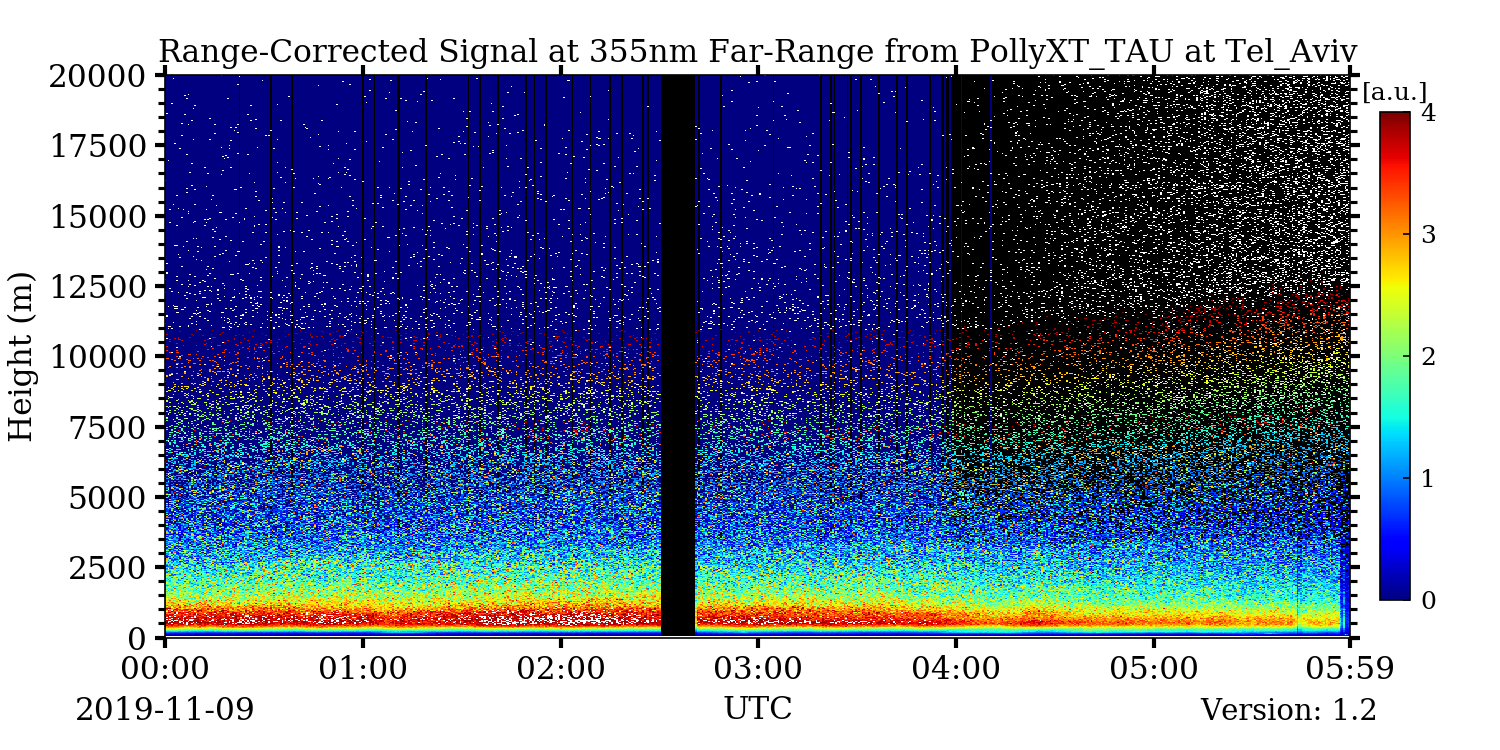 Range-Corrected Signal at 355nm Far-Range from PollyXT_TAU at Tel_Aviv
[a.u.]
20000
17500
15000
12500
10000
7500
5000
2500
0
Height (m)
4
3
2
1
0
00:00 01:00 02:00 03:00 04:00 05:00 05:59
2019-11-09 UTC Version: 1.2